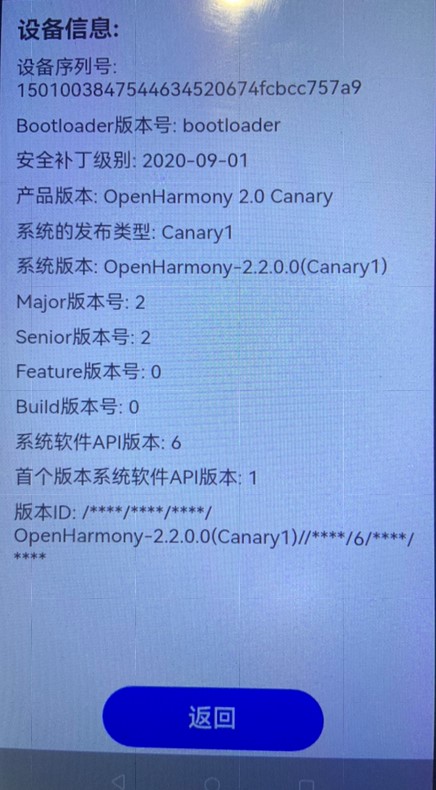 设备信息:
设备序列号:
1501003847544634520674fcbcc757a9
Bootloader版本号: bootloader
安全补丁级别: 2020-09-01
产品版本: OpenHarmony 2.0 Canary
系统的发布类型: Canary1
系统版本: OpenHarmony-2.2.0.0(Canary1)
Major版本号: 2
Senior版本号: 2
Feature版本号: 0
Build版本号: 0
系统软件API版本: 6
首个版本系统软件API版本: 1
版本ID: /****/****/****/
OpenHarmony-2.2.0.0(Canary1)//****/6/****/
****
返回